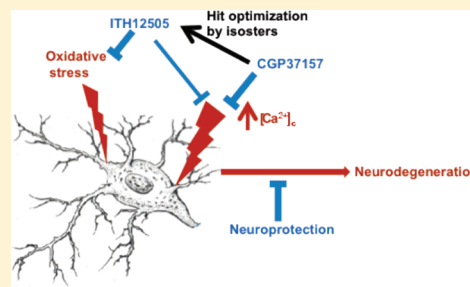 Hit optimization
by isosters
ITH12505
CGP37157
Oxidative
stress
[Ca²⁺]c
Neurodegeneratio
Neuroprotection